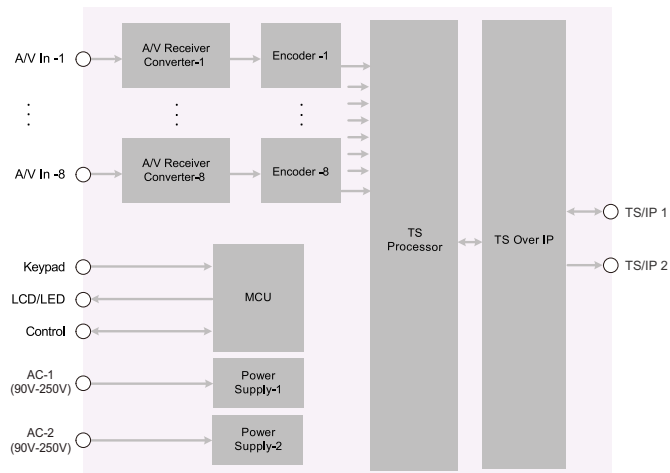 A/V In -1
A/V Receiver
Converter-1
Encoder -1
A/V In -8
A/V Receiver
Converter-8
Encoder -8
TS
Processor
TS Over IP
TS/IP 1
TS/IP 2
Keypad
LCD/LED
Control
MCU
AC-1
(90V-250V)
Power
Supply-1
AC-2
(90V-250V)
Power
Supply-2